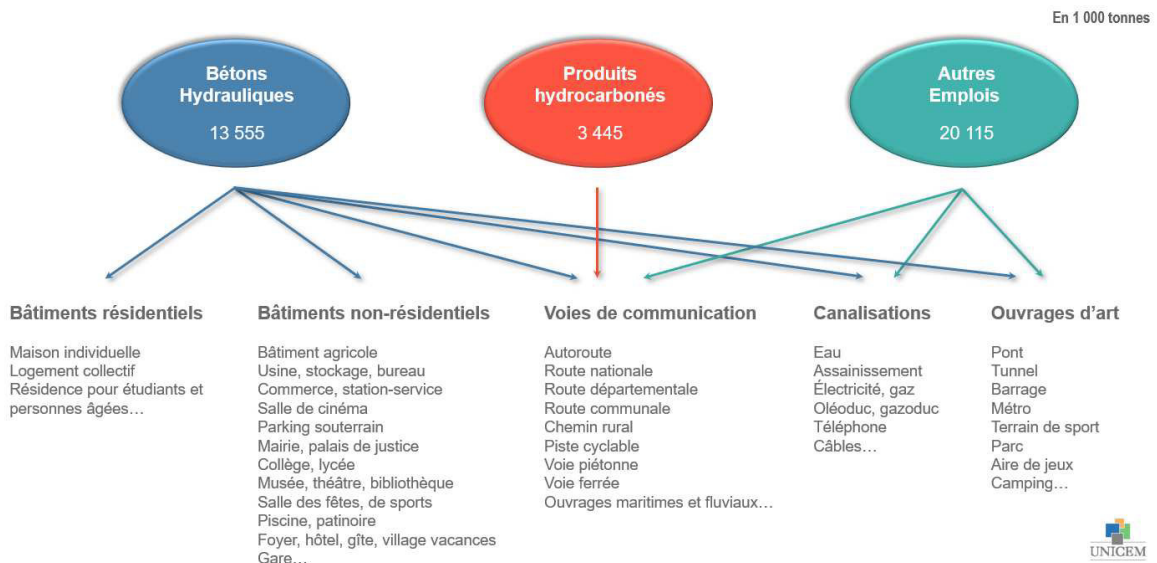 En 1 000 tonnes
Bétons
Hydrauliques
13 555
Produits
hydrocarbonés
3 445
Autres
Emplois
20 115
Bâtiments résidentiels
Maison individuelle
Logement collectif
Résidence pour étudiants et
personnes âgées…
Bâtiments non-résidentiels
Bâtiment agricole
Usine, stockage, bureau
Commerce, station-service
Salle de cinéma
Parking souterrain
Mairie, palais de justice
Collège, lycée
Musée, théâtre, bibliothèque
Salle des fêtes, de sports
Piscine, patinoire
Foyer, hôtel, gîte, village vacances
Gare…
Voies de communication
Autoroute
Route nationale
Route départementale
Route communale
Chemin rural
Piste cyclable
Voie piétonne
Voie ferrée
Ouvrages maritimes et fluviaux…
Canalisations
Eau
Assainissement
Électricité, gaz
Oléoduc, gazoduc
Téléphone
Câbles…
Ouvrages d’art
Pont
Tunnel
Barrage
Métro
Terrain de sport
Parc
Aire de jeux
Camping…
UNICEM